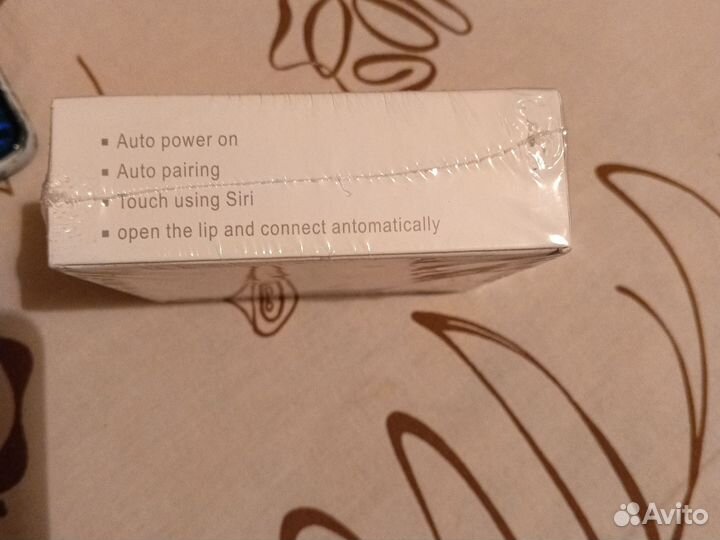 ▪ Auto power on
▪ Auto pairing
▪ Touch using Siri
▪ open the lip and connect antomatically
Avito